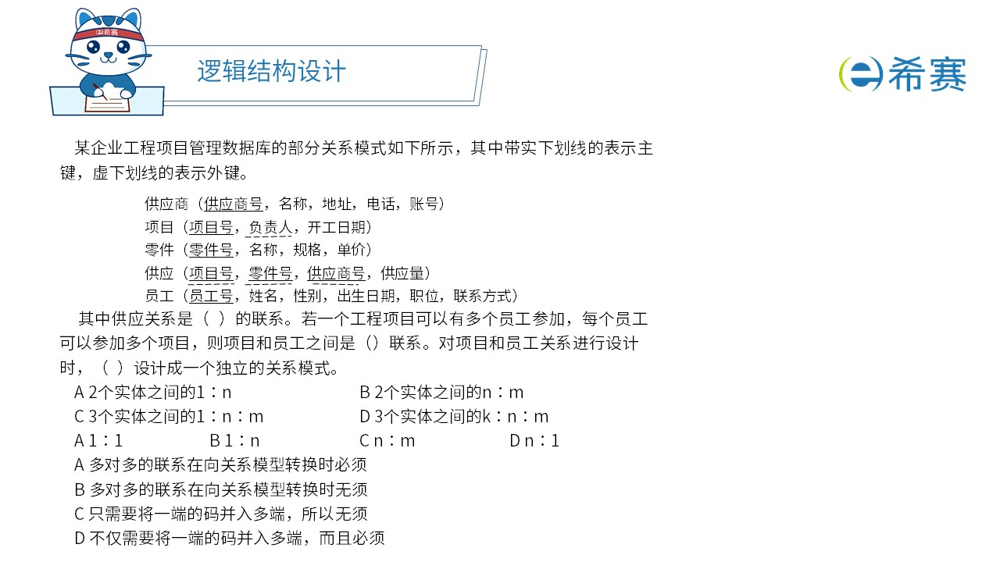 希赛
逻辑结构设计
希赛
某企业工程项目管理数据库的部分关系模式如下所示，其中带实下划线的表示主
键，虚下划线的表示外键。
供应商（供应商号，名称，地址，电话，账号）
项目（项目号，负责人，开工日期）
零件（零件号，名称，规格，单价）
供应（项目号，零件号，供应商号，供应量）
员工（员工号，姓名，性别，出生日期，职位，联系方式）
其中供应关系是（ ）的联系。若一个工程项目可以有多个员工参加，每个员工
可以参加多个项目，则项目和员工之间是（）联系。对项目和员工关系进行设计
时，（ ）设计成一个独立的关系模式。
A 2个实体之间的1：n B 2个实体之间的n：m
C 3个实体之间的1：n：m D 3个实体之间的k：n：m
A 1：1 B 1：n C n：m D n：1
A 多对多的联系在向关系模型转换时必须
B 多对多的联系在向关系模型转换时无须
C 只需要将一端的码并入多端，所以无须
D 不仅需要将一端的码并入多端，而且必须